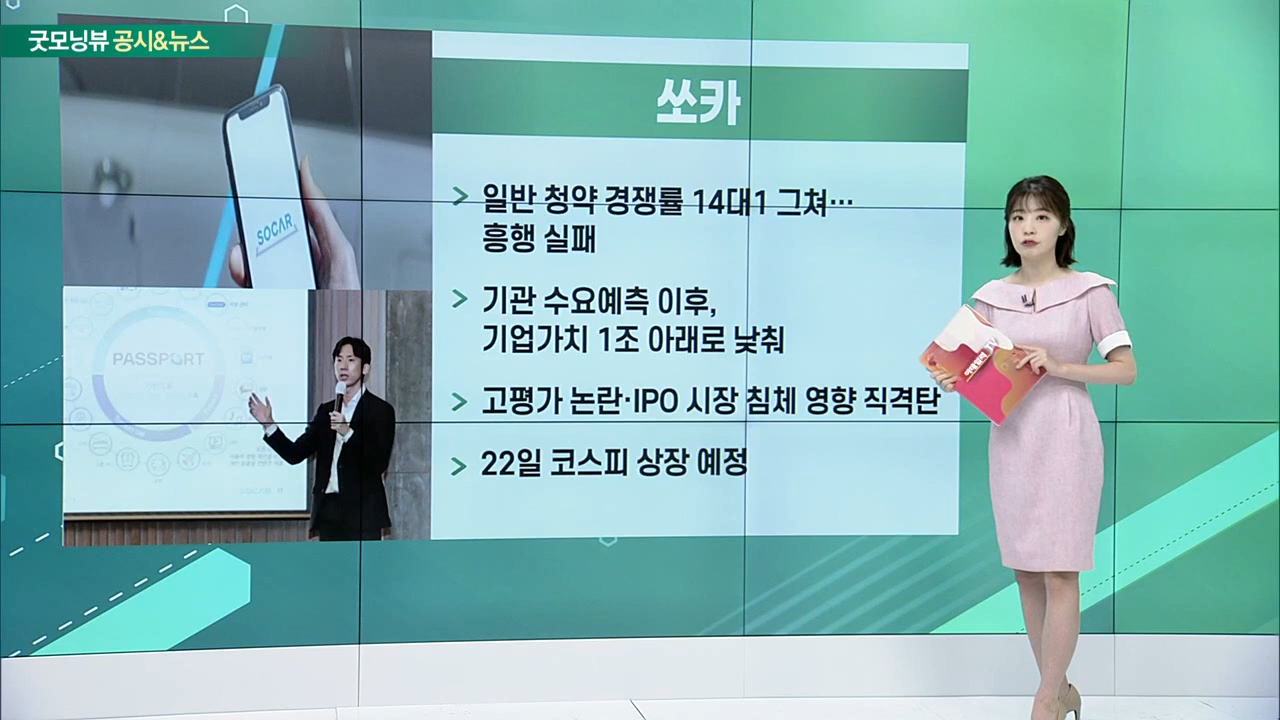 굿모닝뷰 공시&뉴스
쏘카
SOCAR
일반 청약 경쟁률 14대1 그쳐…
흥행 실패
기관 수요예측 이후,
기업가치 1조 아래로 낮춰
PASSPORT
고평가 논란·IPO 시장 침체 영향 직격탄
22일 코스피 상장 예정